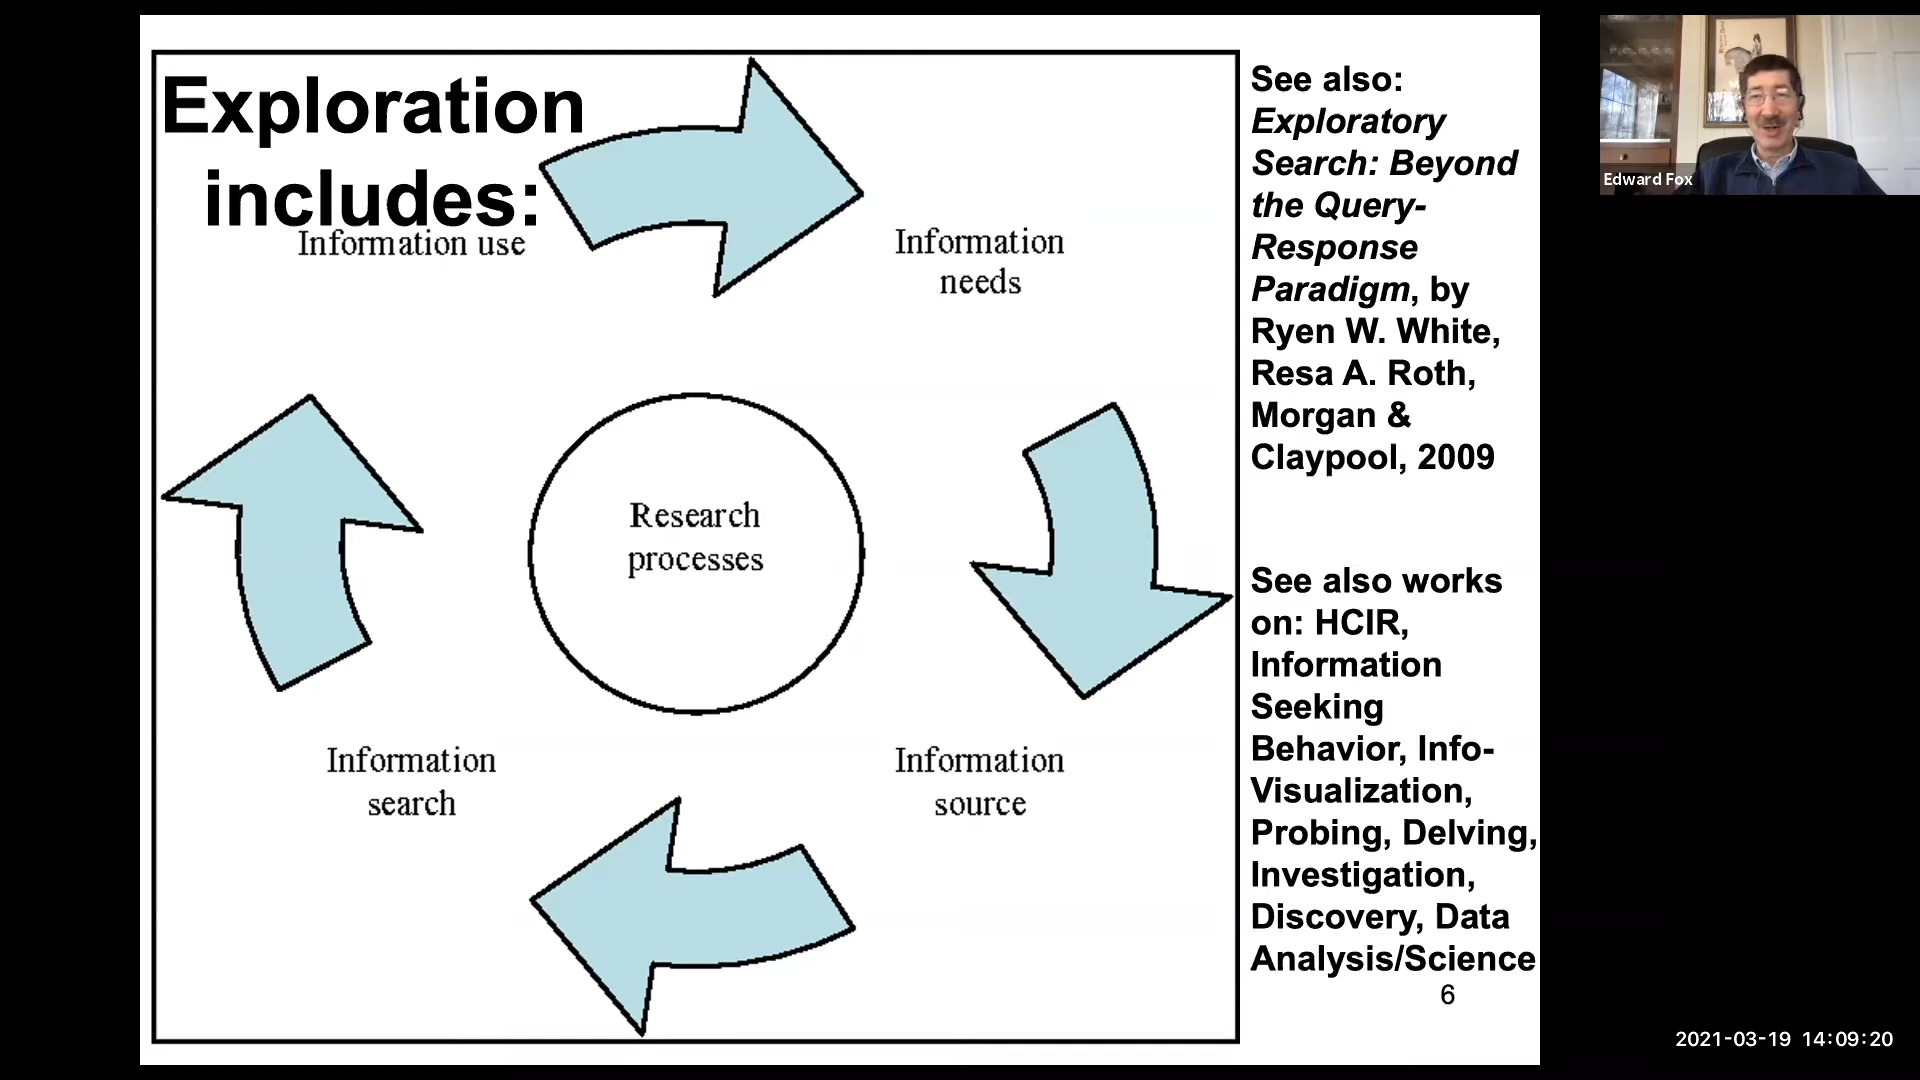 Exploration
includes:
Information use
Information
needs
Research
processes
Information
search
Information
source
See also:
Exploratory
Search: Beyond
the Query-
Response
Paradigm, by
Ryen W. White,
Resa A. Roth,
Morgan &
Claypool, 2009
See also works
on: HCIR,
Information
Seeking
Behavior, Info-
Visualization,
Probing, Delving,
Investigation,
Discovery, Data
Analysis/Science
6
Edward Fox
2021-03-19 14:09:20